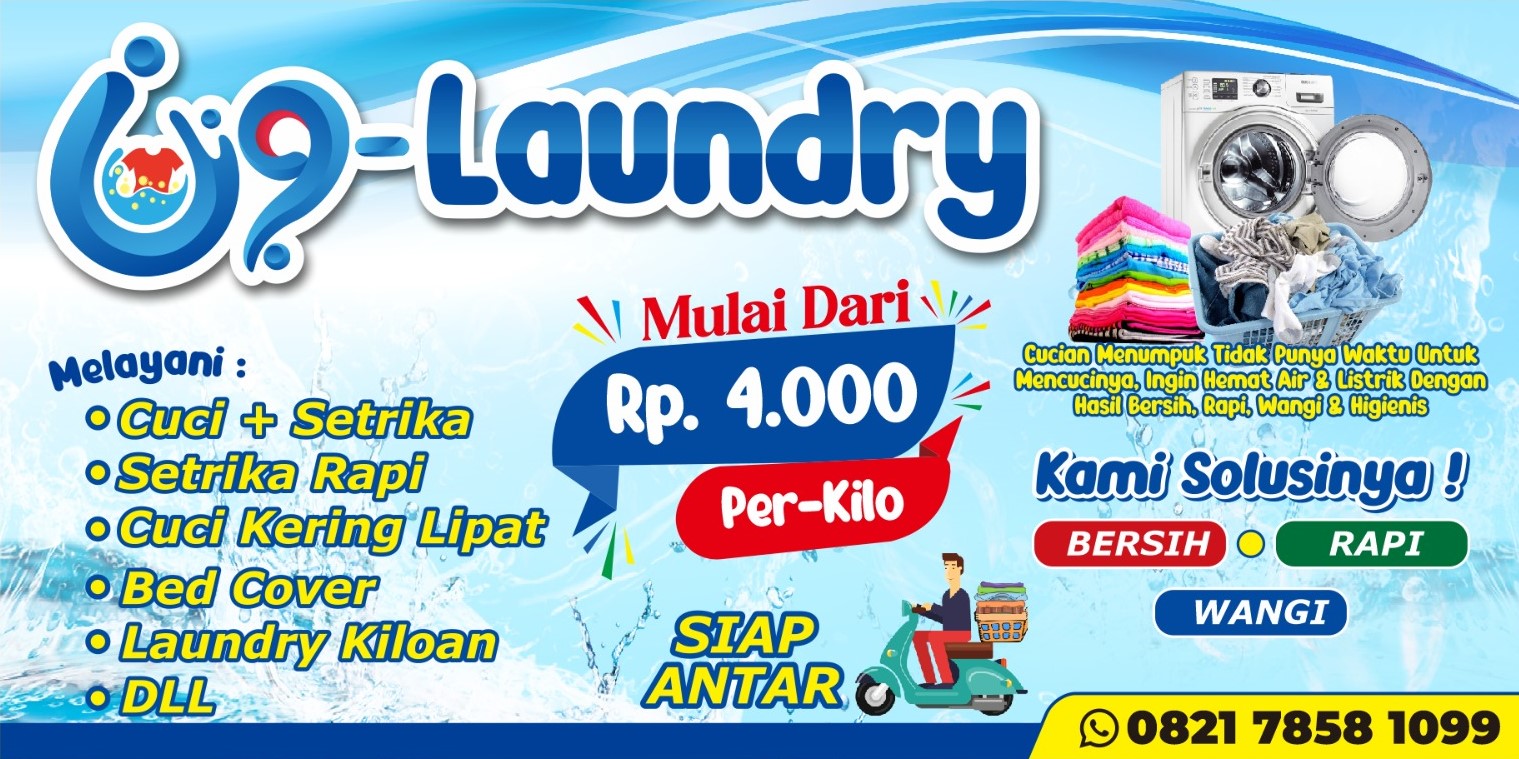 -Laundry
Mulai Dari
Rp. 4.000
Per-Kilo
Melayani :
• Cuci + Setrika
• Setrika Rapi
• Cuci Kering Lipat
• Bed Cover
• Laundry Kiloan
• DLL
SIAP
ANTAR
Cucian Menumpuk Tidak Punya Waktu Untuk
Mencucinya, Ingin Hemat Air & Listrik Dengan
Hasil Bersih, Rapi, Wangi & Higienis
Kami Solusinya !
BERSIH
RAPI
WANGI
0821 7858 1099